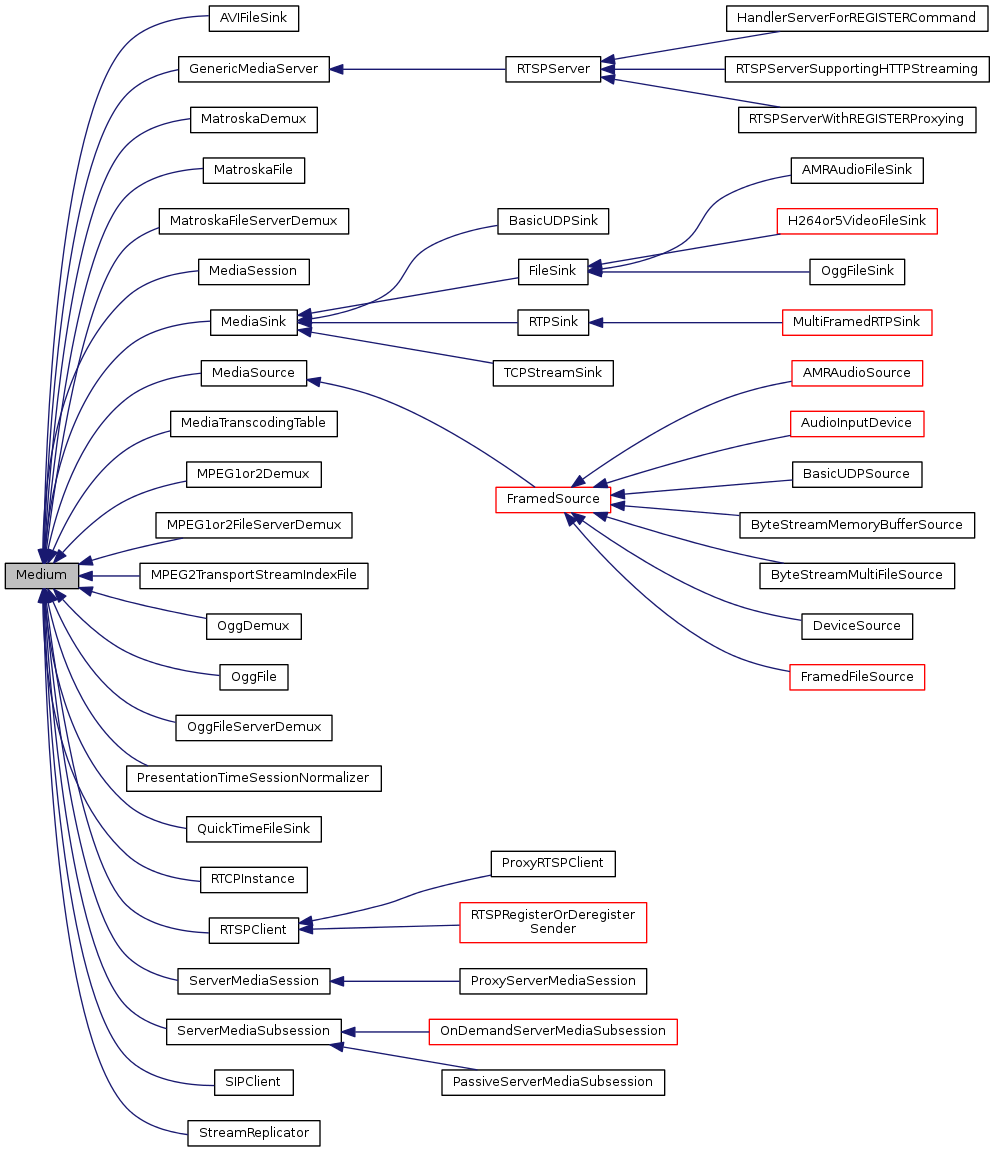 AVIFileSink
HandlerServerForREGISTERCommand
GenericMediaServer
RTSPServer
RTSPServerSupportingHTTPStreaming
MatroskaDemux
RTSPServerWithREGISTERProxying
MatroskaFile
AMRAudioFileSink
MatroskaFileServerDemux
BasicUDPSink
H264or5VideoFileSink
MediaSession
FileSink
OggFileSink
MediaSink
RTPSink
MultiFramedRTPSink
MediaSource
TCPStreamSink
AMRAudioSource
MediaTranscodingTable
AudioInputDevice
MPEG1or2Demux
BasicUDPSource
FramedSource
MPEG1or2FileServerDemux
ByteStreamMemoryBufferSource
Medium
MPEG2TransportStreamIndexFile
ByteStreamMultiFileSource
OggDemux
DeviceSource
OggFile
FramedFileSource
OggFileServerDemux
PresentationTimeSessionNormalizer
QuickTimeFileSink
ProxyRTSPClient
RTCPInstance
RTSPRegisterOrDeregister
Sender
RTSPClient
ServerMediaSession
ProxyServerMediaSession
ServerMediaSubsession
OnDemandServerMediaSubsession
SIPClient
PassiveServerMediaSubsession
StreamReplicator